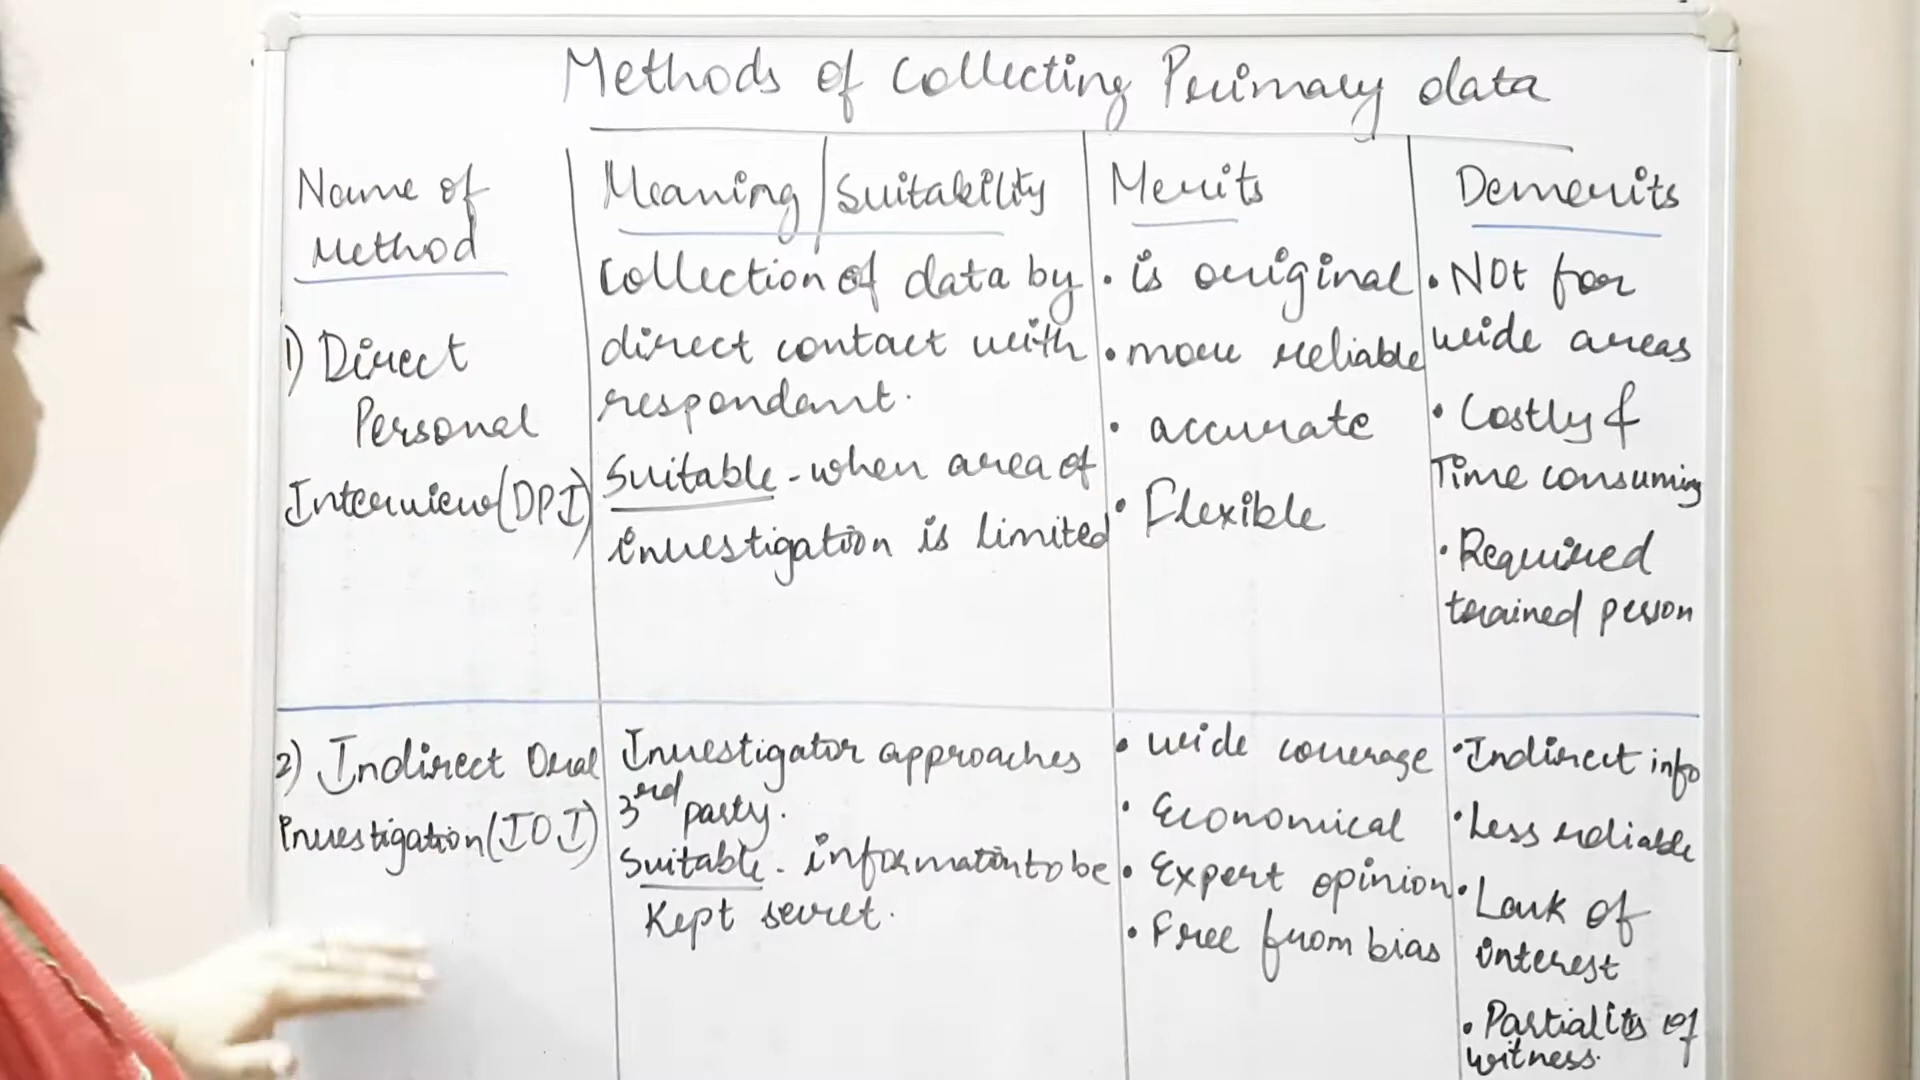 Methods of Collecting Primary data
Name of
Method
Meaning/Suitability
Merits
Demerits
1) Direct
Personal
Interview(DPI)
Collection of data by
direct contact with
respondant.
Suitable - when area of
investigation is limited
• is original
• more reliable
• accurate
• Flexible
• Not for
wide areas
• Costly &
Time consuming
• Required
trained person
2) Indirect Oral
Investigation(IOI)
Investigator approaches
3rd party.
Suitable - information to be
Kept secret.
• wide coverage
• Economical
• Expert opinion
• Free from bias
• Indirect info
• Less reliable
• Lack of
interest
• Partiality of
witness.